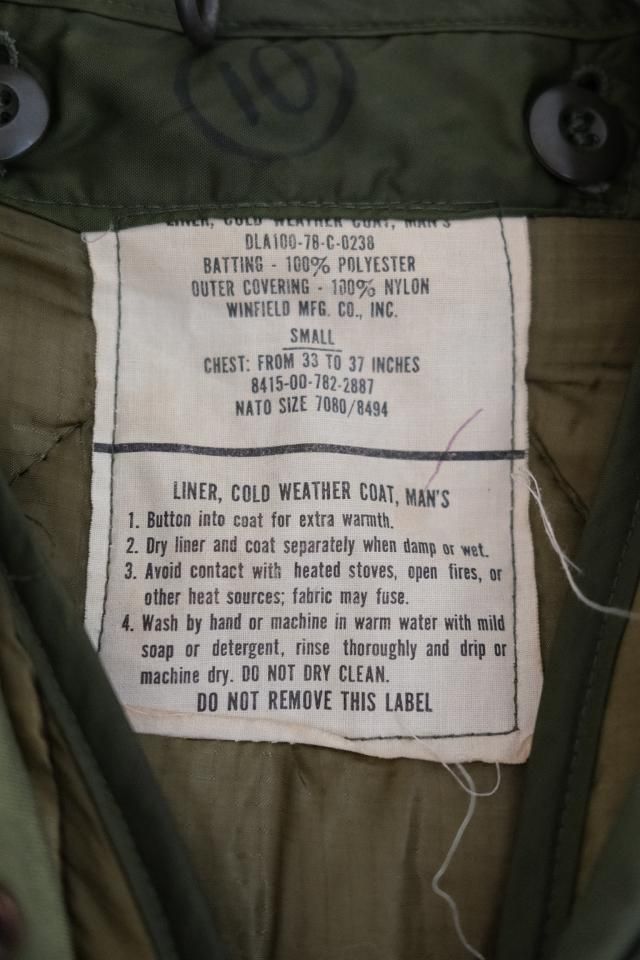 10
LINER, COLD WEATHER COAT, MAN'S
DLA100-78-C-0238
BATTING - 100% POLYESTER
OUTER COVERING - 100% NYLON
WINFIELD MFG. CO., INC.
SMALL
CHEST: FROM 33 TO 37 INCHES
8415-00-782-2887
NATO SIZE 7080/8494
LINER, COLD WEATHER COAT, MAN'S
1. Button into coat for extra warmth.
2. Dry liner and coat separately when damp or wet.
3. Avoid contact with heated stoves, open fires, or
other heat sources; fabric may fuse.
4. Wash by hand or machine in warm water with mild
soap or detergent, rinse thoroughly and drip or
machine dry. DO NOT DRY CLEAN.
DO NOT REMOVE THIS LABEL